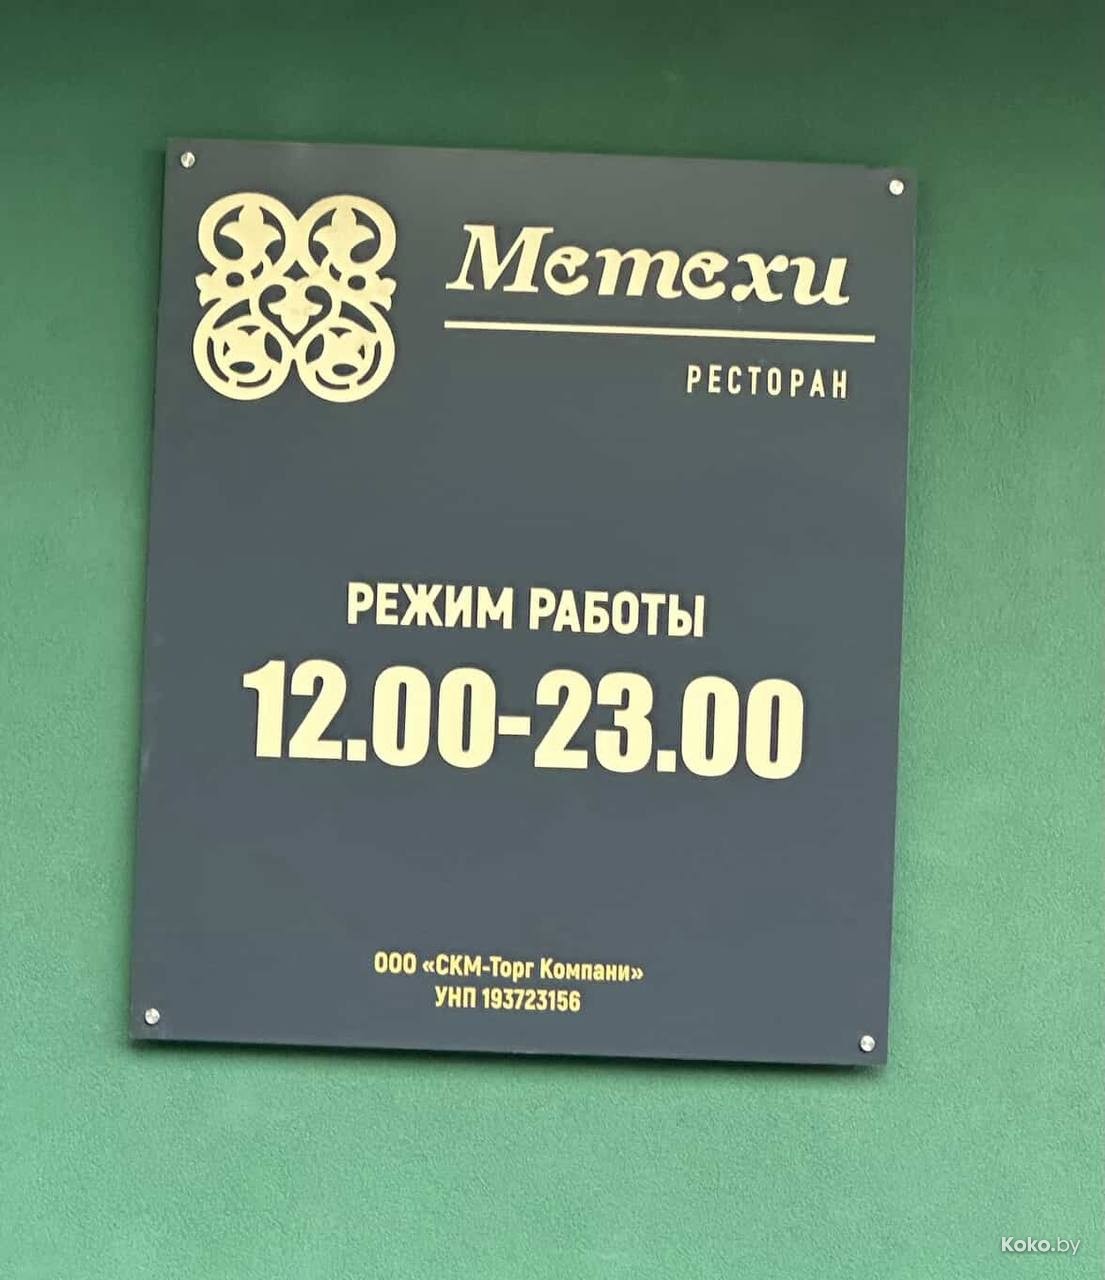 Метехи
РЕСТОРАН
РЕЖИМ РАБОТЫ
12.00-23.00
ООО «СКМ-Торг Компани»
УНП 193723156
Koko.by